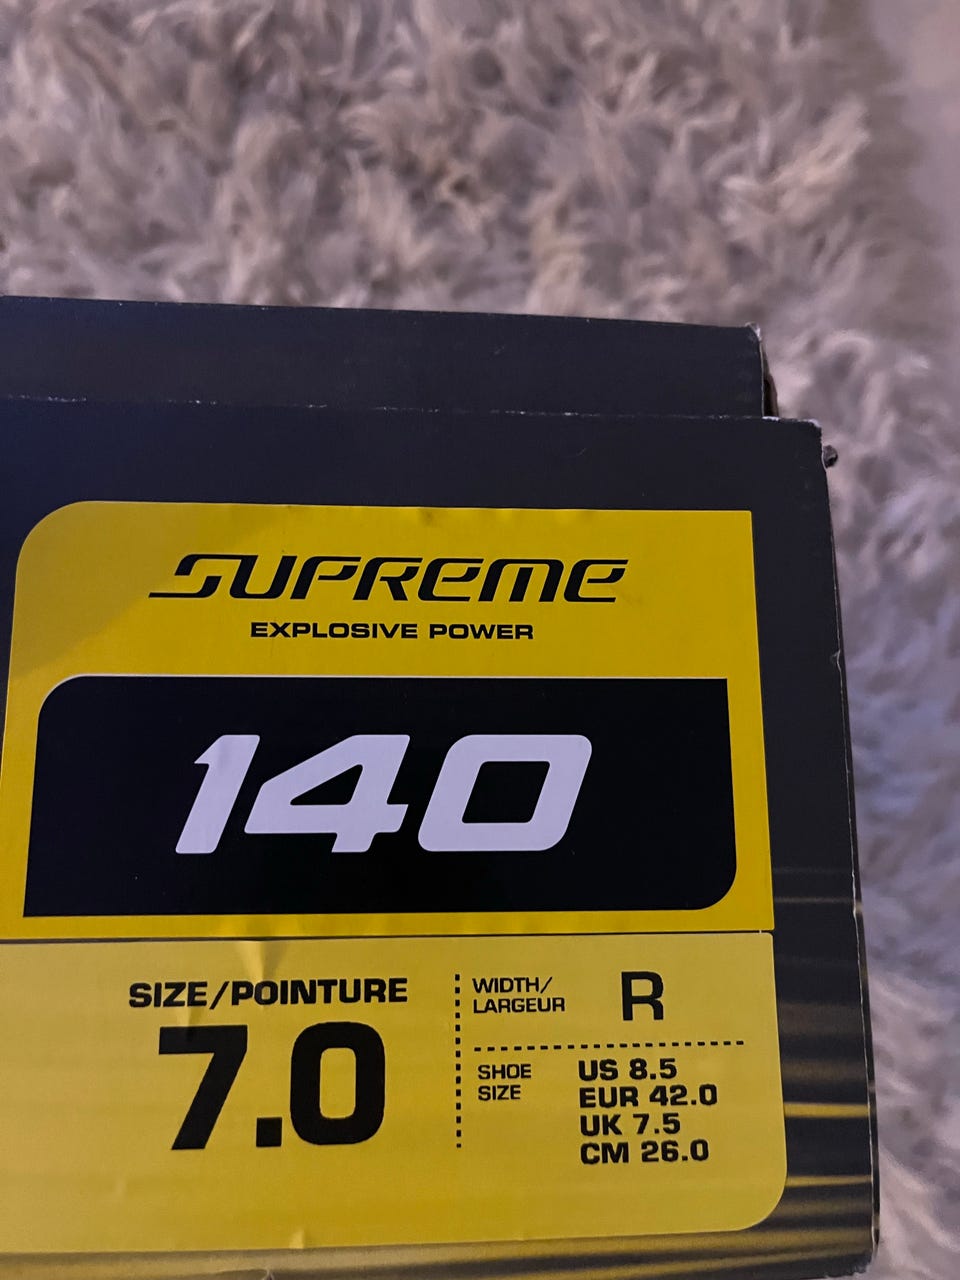 SUPREME
EXPLOSIVE POWER
140
SIZE/POINTURE
7.0
WIDTH/
LARGEUR
R
SHOE
SIZE
US 8.5
EUR 42.0
UK 7.5
CM 26.0